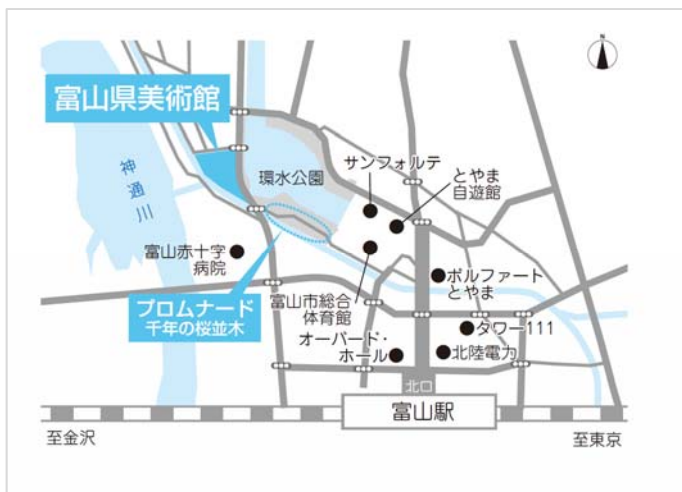 N
富山県美術館
神通川
環水公園
サンフォルテ
とやま
自遊館
富山赤十字
病院
プロムナード
千年の桜並木
富山市総合
体育館
ボルファート
とやま
オーバード・
ホール
タワー111
北陸電力
北口
富山駅
至金沢
至東京